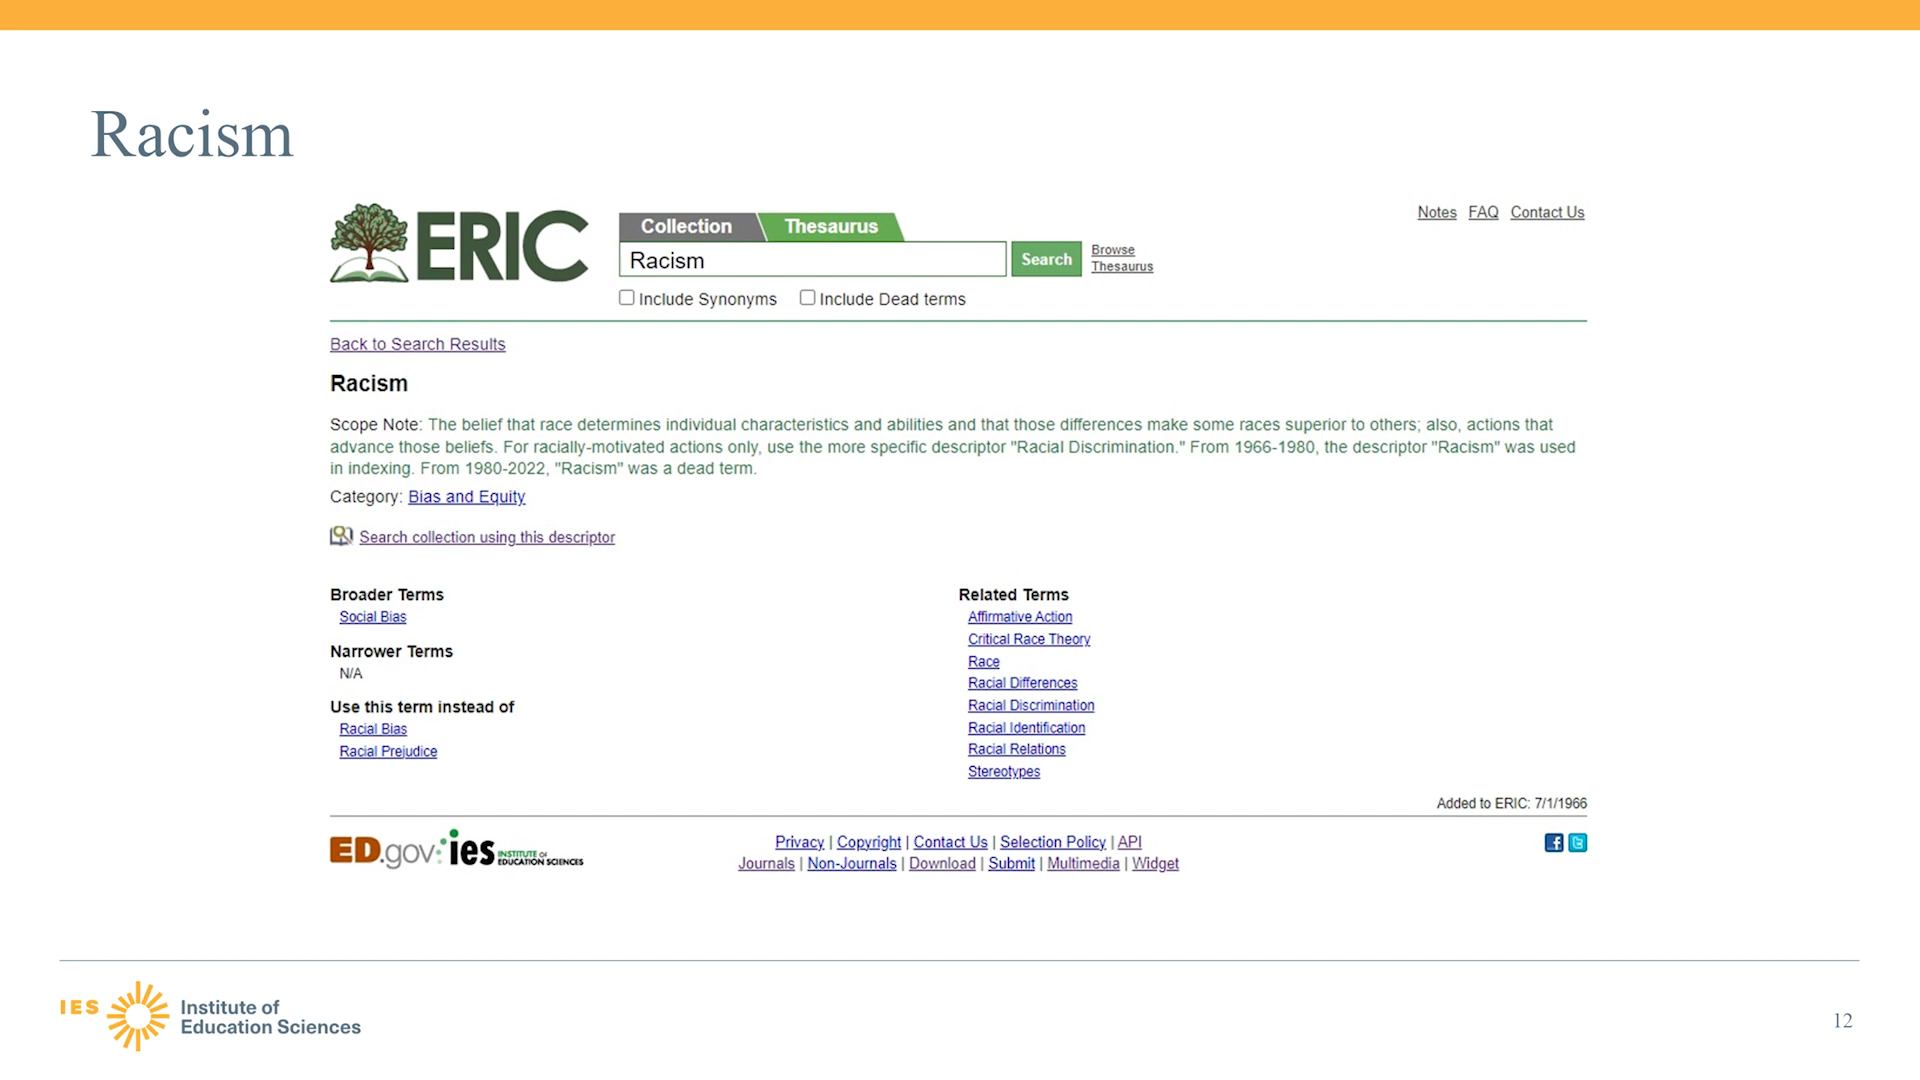 Racism
ERIC
Collection Thesaurus
Notes FAQ Contact Us
Racism
Search
Browse
Thesaurus
Include Synonyms Include Dead terms
Back to Search Results
Racism
Scope Note: The belief that race determines individual characteristics and abilities and that those differences make some races superior to others; also, actions that
advance those beliefs. For racially-motivated actions only, use the more specific descriptor "Racial Discrimination." From 1966-1980, the descriptor "Racism" was used
in indexing. From 1980-2022, "Racism" was a dead term.
Category: Bias and Equity
Search collection using this descriptor
Broader Terms
Social Bias
Narrower Terms
N/A
Use this term instead of
Racial Bias
Racial Prejudice
Related Terms
Affirmative Action
Critical Race Theory
Race
Racial Differences
Racial Discrimination
Racial Identification
Racial Relations
Stereotypes
Added to ERIC: 7/1/1966
ED.gov ies INSTITUTE OF
EDUCATION SCIENCES
Privacy | Copyright | Contact Us | Selection Policy | API
Journals | Non-Journals | Download | Submit | Multimedia | Widget
IES Institute of
Education Sciences
12